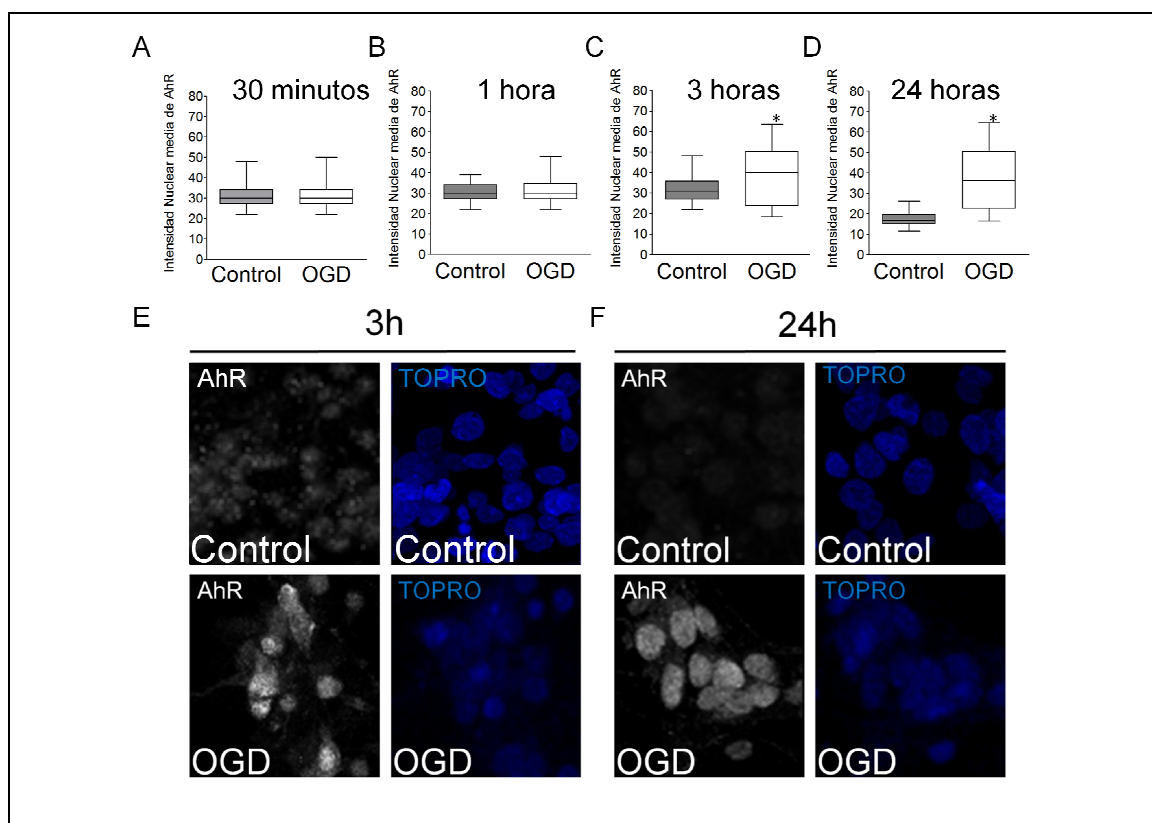 A
B
C
D
30 minutos
1 hora
3 horas
24 horas
Intensidad Nuclear media de AhR
80
70
60
50
40
30
20
10
0
Control
OGD
Intensidad Nuclear media de AhR
80
70
60
50
40
30
20
10
0
Control
OGD
Intensidad Nuclear media de AhR
80
70
60
50
40
30
20
10
0
*
Control
OGD
Intensidad Nuclear media de AhR
80
70
60
50
40
30
20
10
0
*
Control
OGD
E
3h
F
24h
AhR
Control
TOPRO
Control
AhR
Control
TOPRO
Control
AhR
OGD
TOPRO
OGD
AhR
OGD
TOPRO
OGD